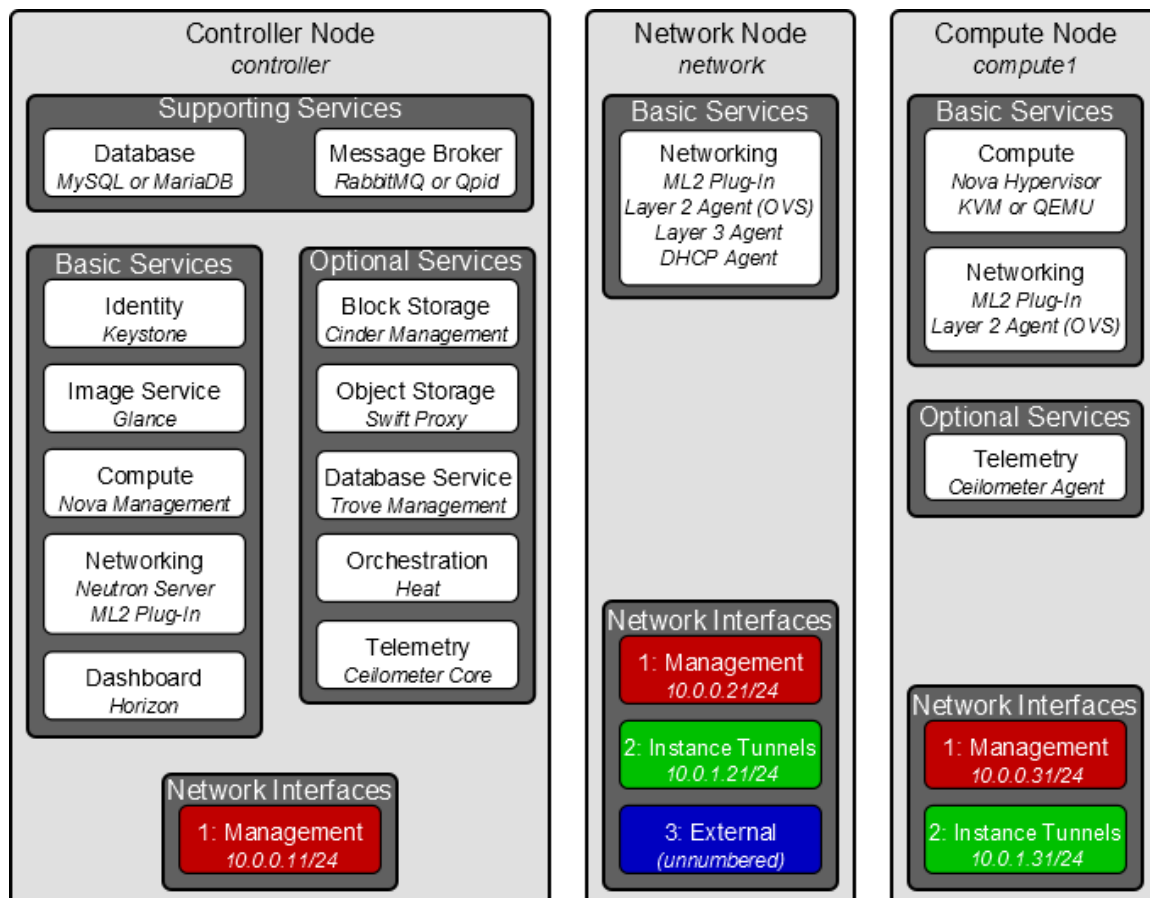 Controller Node
controller
Supporting Services
Database
MySQL or MariaDB
Message Broker
RabbitMQ or Qpid
Basic Services
Identity
Keystone
Image Service
Glance
Compute
Nova Management
Networking
Neutron Server
ML2 Plug-In
Dashboard
Horizon
Optional Services
Block Storage
Cinder Management
Object Storage
Swift Proxy
Database Service
Trove Management
Orchestration
Heat
Telemetry
Ceilometer Core
Network Interfaces
1: Management
10.0.0.11/24
Network Node
network
Basic Services
Networking
ML2 Plug-In
Layer 2 Agent (OVS)
Layer 3 Agent
DHCP Agent
Network Interfaces
1: Management
10.0.0.21/24
2: Instance Tunnels
10.0.1.21/24
3: External
(unnumbered)
Compute Node
compute1
Basic Services
Compute
Nova Hypervisor
KVM or QEMU
Networking
ML2 Plug-In
Layer 2 Agent (OVS)
Optional Services
Telemetry
Ceilometer Agent
Network Interfaces
1: Management
10.0.0.31/24
2: Instance Tunnels
10.0.1.31/24